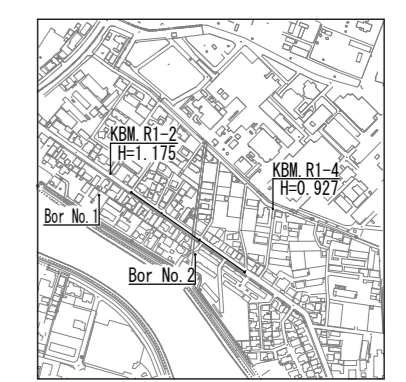 KBM.R1-2
H=1.175
KBM.R1-4
H=0.927
Bor No.1
Bor No.2